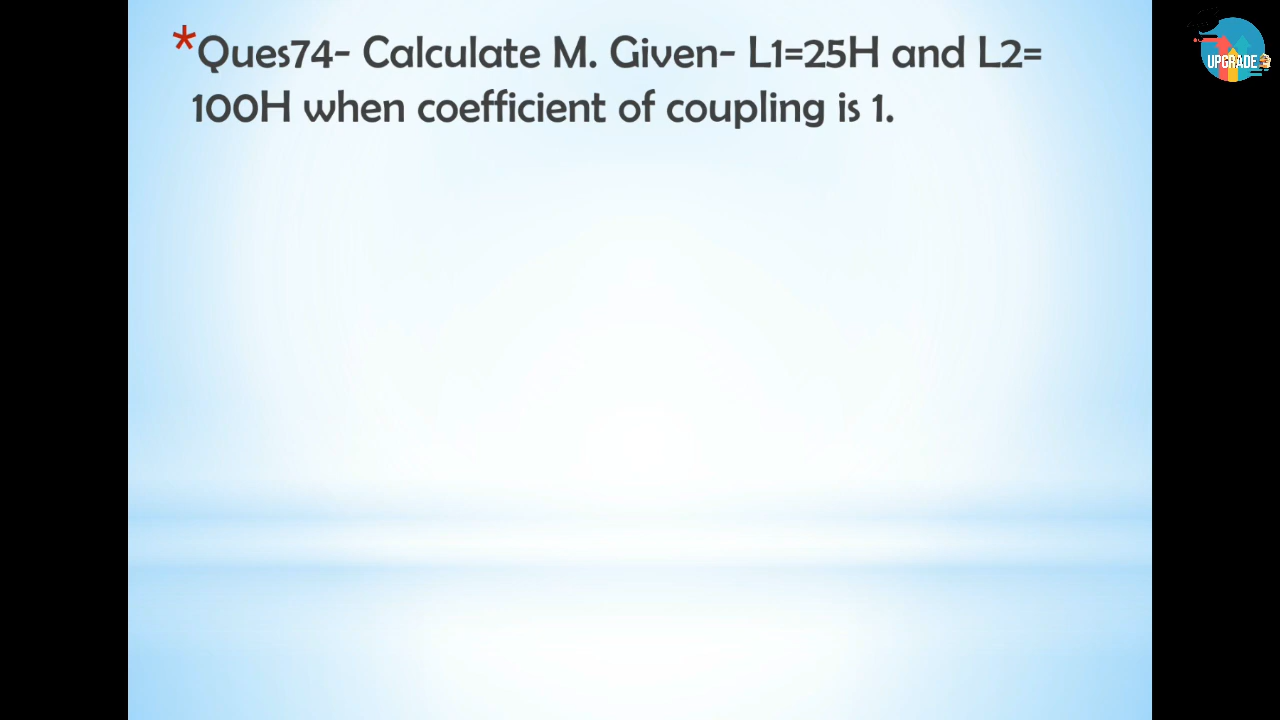 *Ques74- Calculate M. Given- L1=25H and L2=
100H when coefficient of coupling is 1.
UPGRADE